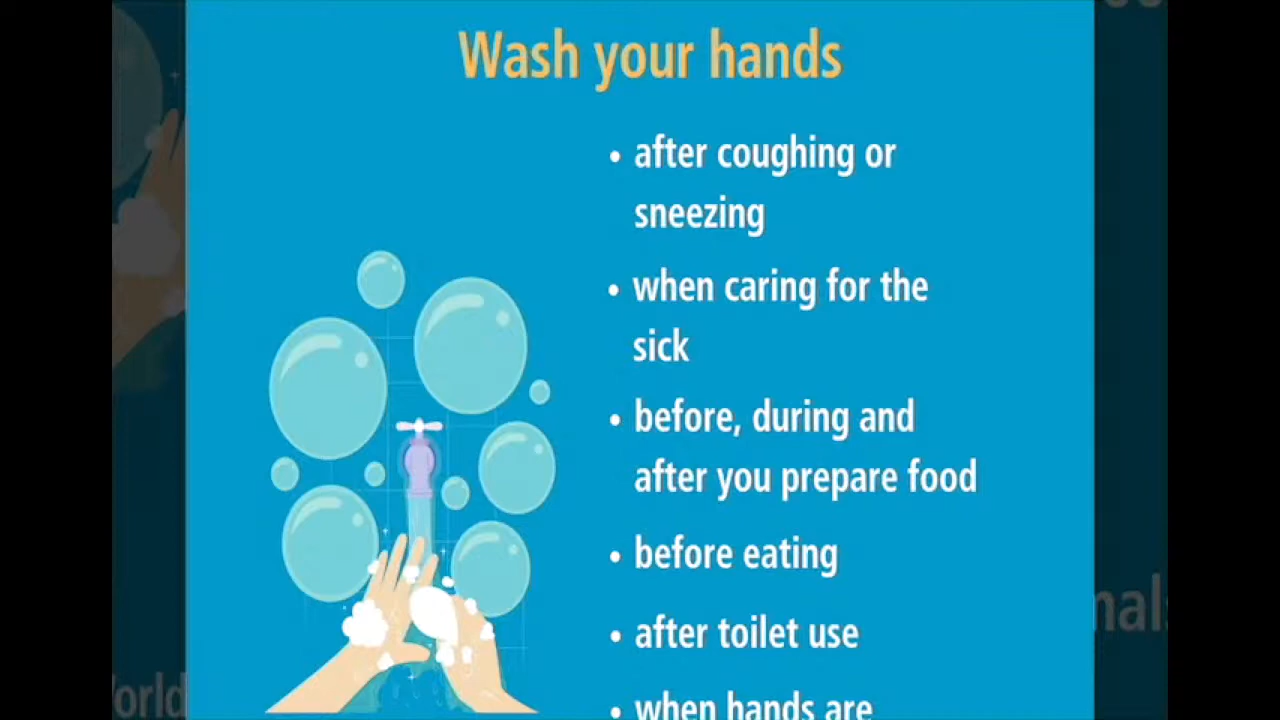 Wash your hands
• after coughing or
sneezing
• when caring for the
sick
• before, during and
after you prepare food
• before eating
• after toilet use
• when hands are